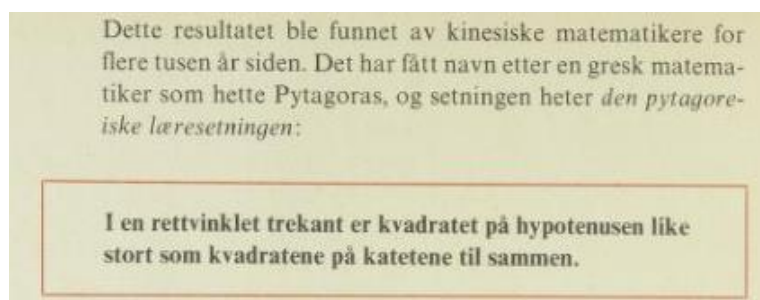 Dette resultatet ble funnet av kinesiske matematikere for
flere tusen år siden. Det har fått navn etter en gresk matema-
tiker som hette Pytagoras, og setningen heter den pytagore-
iske læresetningen:
I en rettvinklet trekant er kvadratet på hypotenusen like
stort som kvadratene på katetene til sammen.